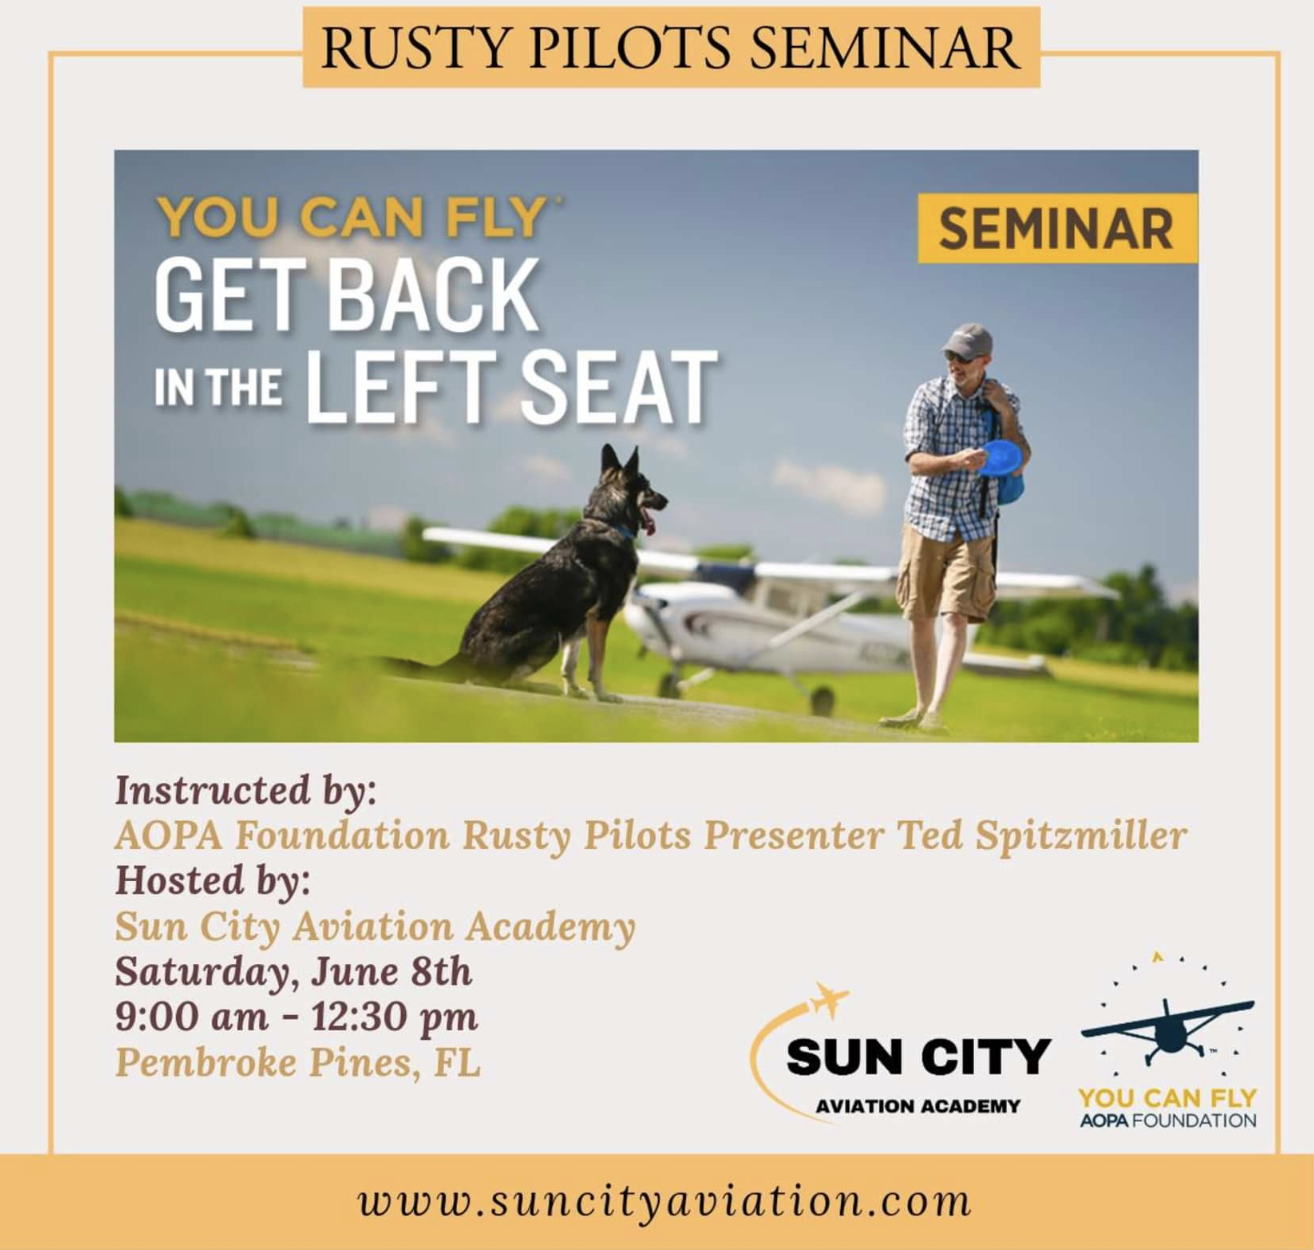 RUSTY PILOTS SEMINAR
YOU CAN FLY
SEMINAR
GET BACK
IN THE LEFT SEAT
Instructed by:
AOPA Foundation Rusty Pilots Presenter Ted Spitzmiller
Hosted by:
Sun City Aviation Academy
Saturday, June 8th
9:00 am - 12:30 pm
Pembroke Pines, FL
SUN CITY
AVIATION ACADEMY
™
YOU CAN FLY
AOPA FOUNDATION
www.suncityaviation.com